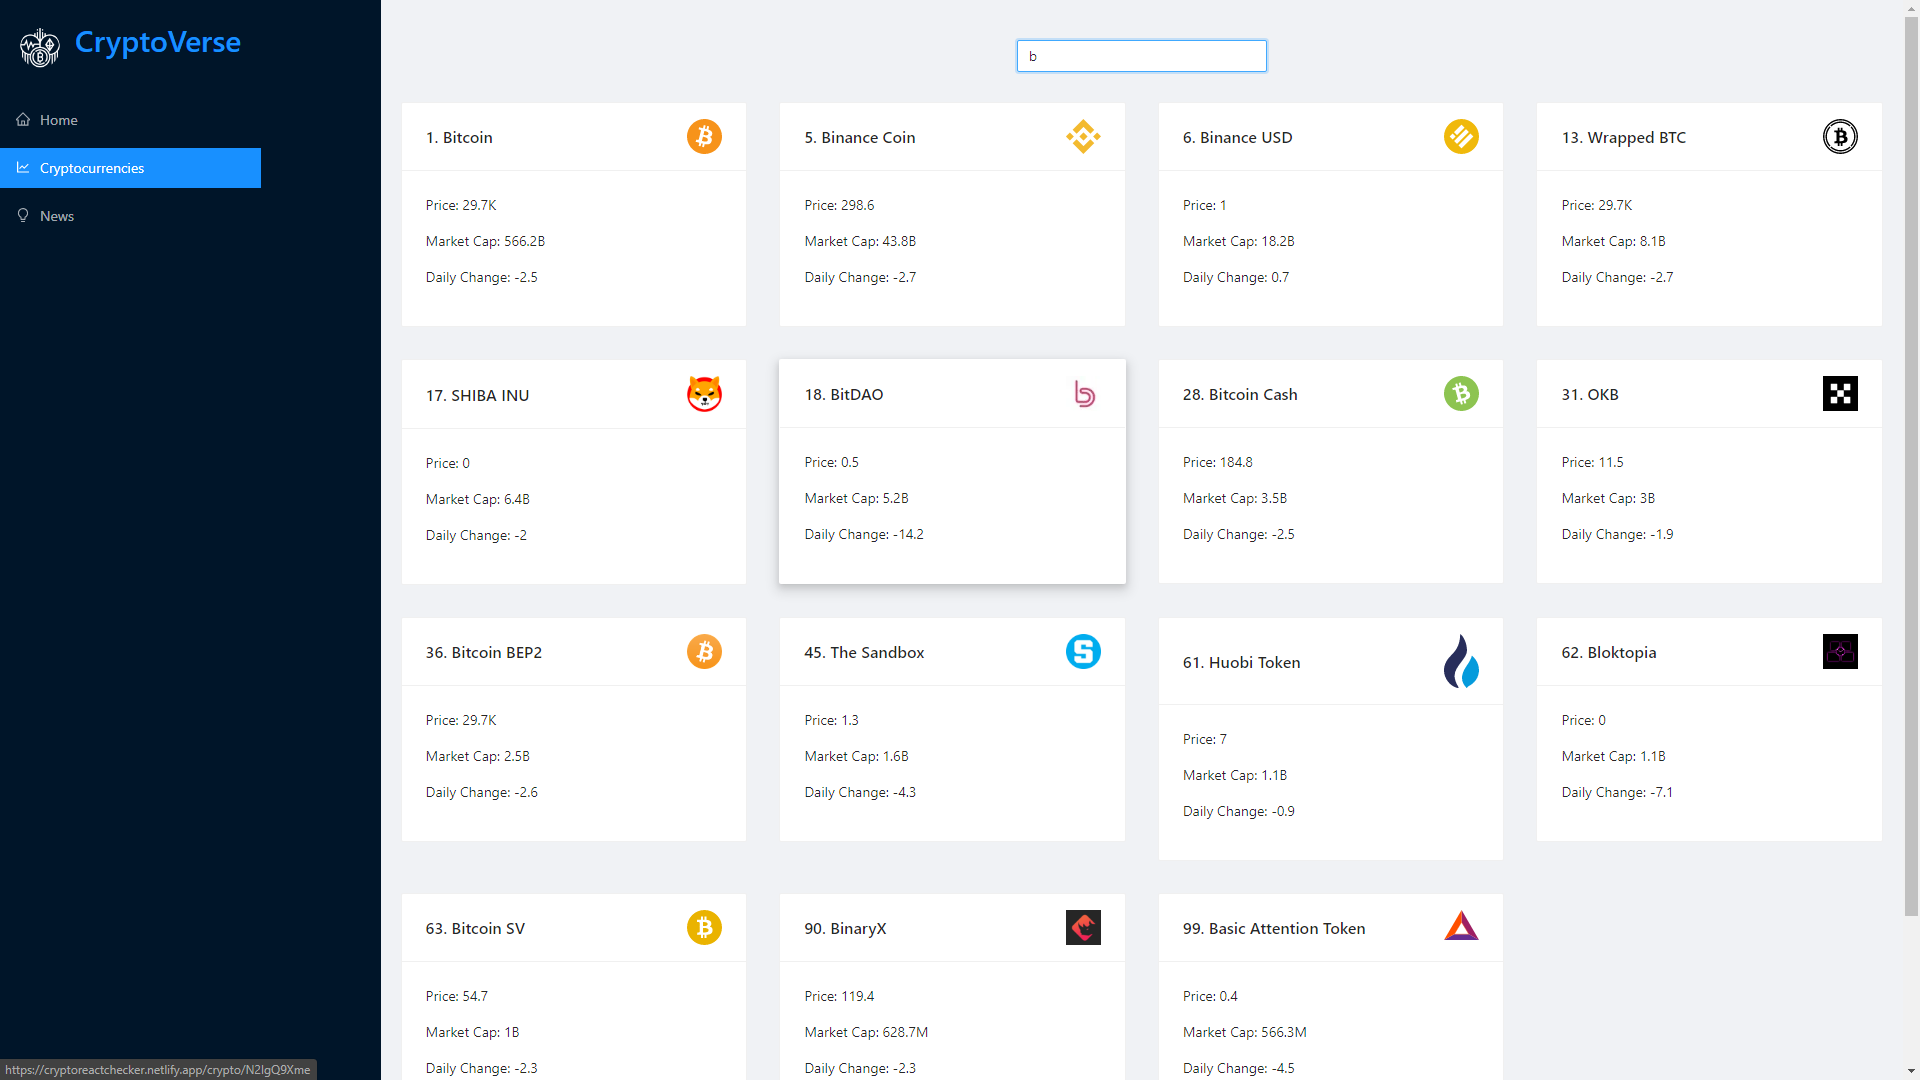 CryptoVerse
b
Home
Cryptocurrencies
News
1. Bitcoin
Price: 29.7K
Market Cap: 566.2B
Daily Change: -2.5
5. Binance Coin
Price: 298.6
Market Cap: 43.8B
Daily Change: -2.7
6. Binance USD
Price: 1
Market Cap: 18.2B
Daily Change: 0.7
13. Wrapped BTC
Price: 29.7K
Market Cap: 8.1B
Daily Change: -2.7
17. SHIBA INU
Price: 0
Market Cap: 6.4B
Daily Change: -2
18. BitDAO
Price: 0.5
Market Cap: 5.2B
Daily Change: -14.2
28. Bitcoin Cash
Price: 184.8
Market Cap: 3.5B
Daily Change: -2.5
31. OKB
Price: 11.5
Market Cap: 3B
Daily Change: -1.9
36. Bitcoin BEP2
Price: 29.7K
Market Cap: 2.5B
Daily Change: -2.6
45. The Sandbox
Price: 1.3
Market Cap: 1.6B
Daily Change: -4.3
61. Huobi Token
Price: 7
Market Cap: 1.1B
Daily Change: -0.9
62. Bloktopia
Price: 0
Market Cap: 1.1B
Daily Change: -7.1
63. Bitcoin SV
Price: 54.7
Market Cap: 1B
Daily Change: -2.3
90. BinaryX
Price: 119.4
Market Cap: 628.7M
Daily Change: -2.3
99. Basic Attention Token
Price: 0.4
Market Cap: 566.3M
Daily Change: -4.5
https://cryptoreactchecker.netlify.app/crypto/N2IgQ9Xme